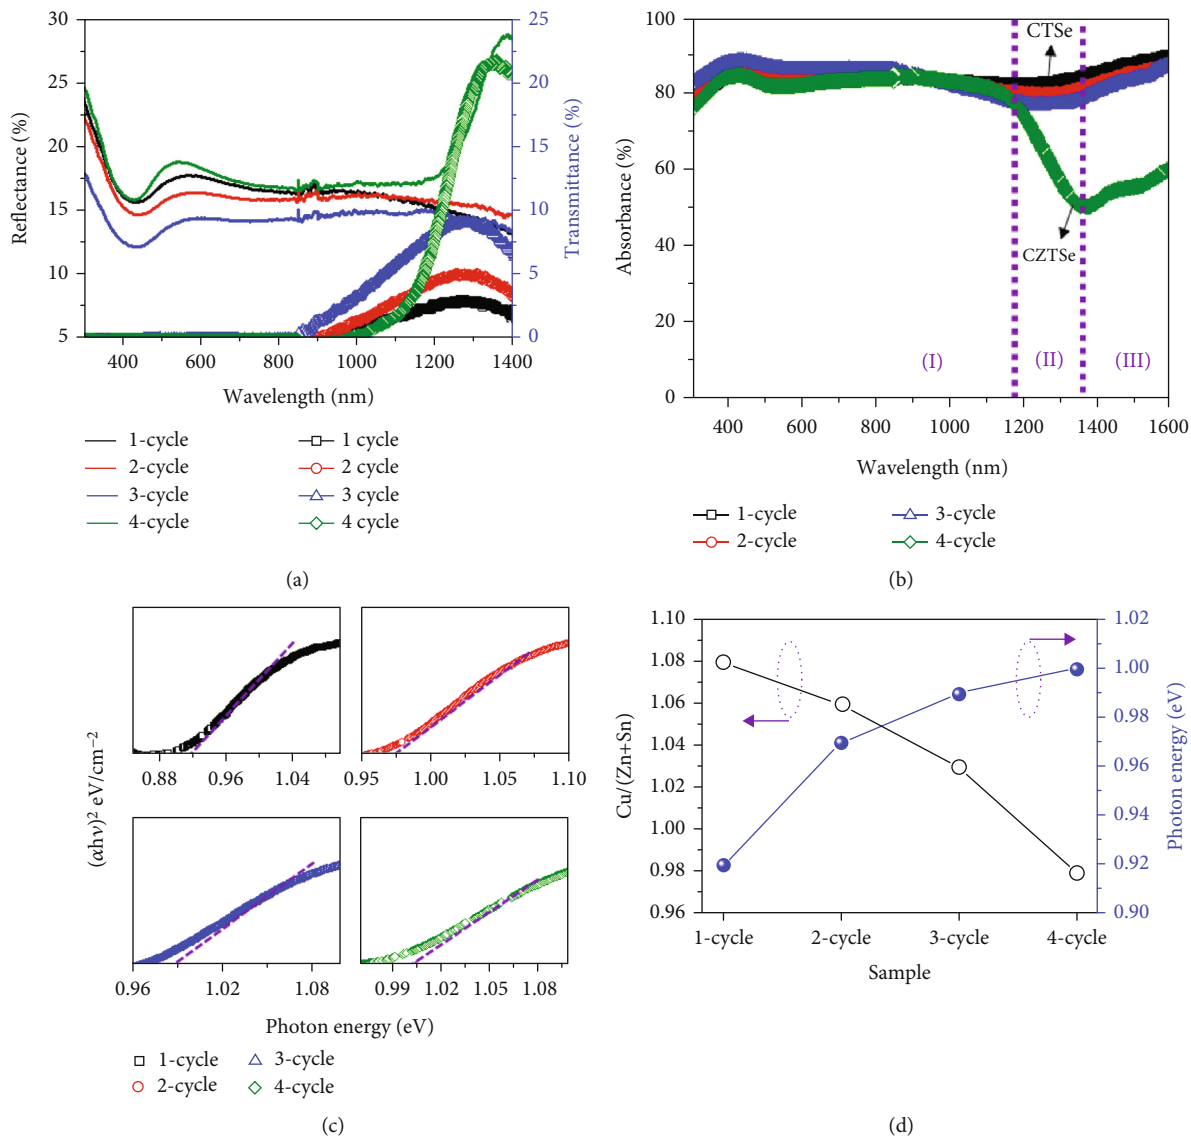 30
25
20
15
10
5
Reflectance (%)
25
20
15
10
5
0
Transmittance (%)
400 600 800 1000 1200 1400
Wavelength (nm)
1-cycle 1 cycle
2-cycle 2 cycle
3-cycle 3 cycle
4-cycle 4 cycle
(a)
100
80
60
40
80
20
0
Absorbance (%)
CTSe
CZTSe
(I) (II) (III)
400 600 800 1000 1200 1400 1600
Wavelength (nm)
1-cycle 3-cycle
2-cycle 4-cycle
(b)
(αhν)² eV/cm⁻²
0.88 0.96 1.04
0.95 1.00 1.05 1.10
0.96 1.02 1.08
0.99 1.02 1.05 1.08
Photon energy (eV)
1-cycle 3-cycle
2-cycle 4-cycle
(c)
1.10
1.08
1.06
1.04
1.02
1.00
0.98
0.96
Cu/(Zn+Sn)
1.02
1.00
0.98
0.96
0.94
0.92
0.90
Photon energy (eV)
1-cycle 2-cycle 3-cycle 4-cycle
Sample
(d)